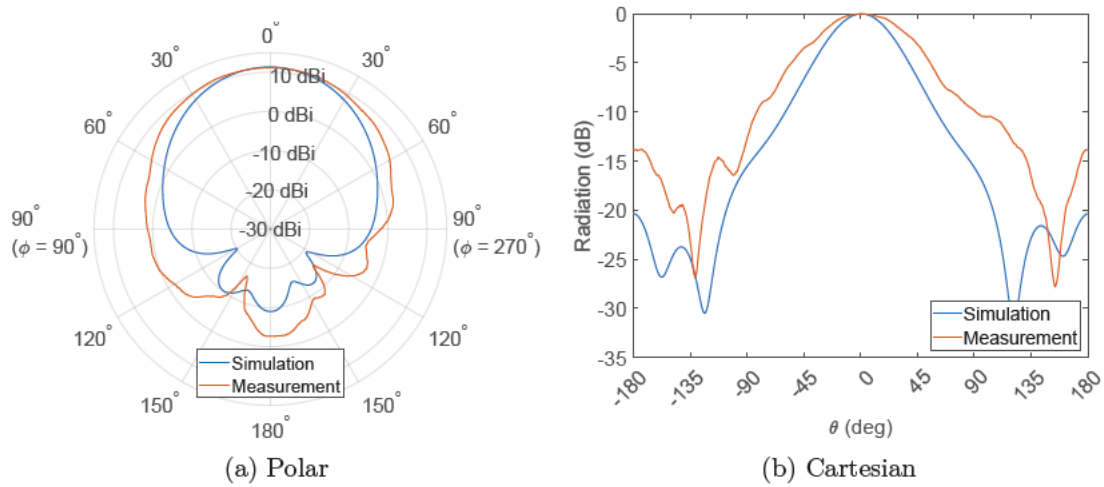 0°
30°
30°
10 dBi
60°
60°
0 dBi
-10 dBi
-20 dBi
90°
-30 dBi
90°
(ϕ = 90°)
(ϕ = 270°)
120°
120°
Simulation
Measurement
150°
150°
180°
(a) Polar
Radiation (dB)
0
-5
-10
-15
-20
-25
-30
-35
Simulation
Measurement
-180
-135
-90
-45
0
45
90
135
180
θ (deg)
(b) Cartesian